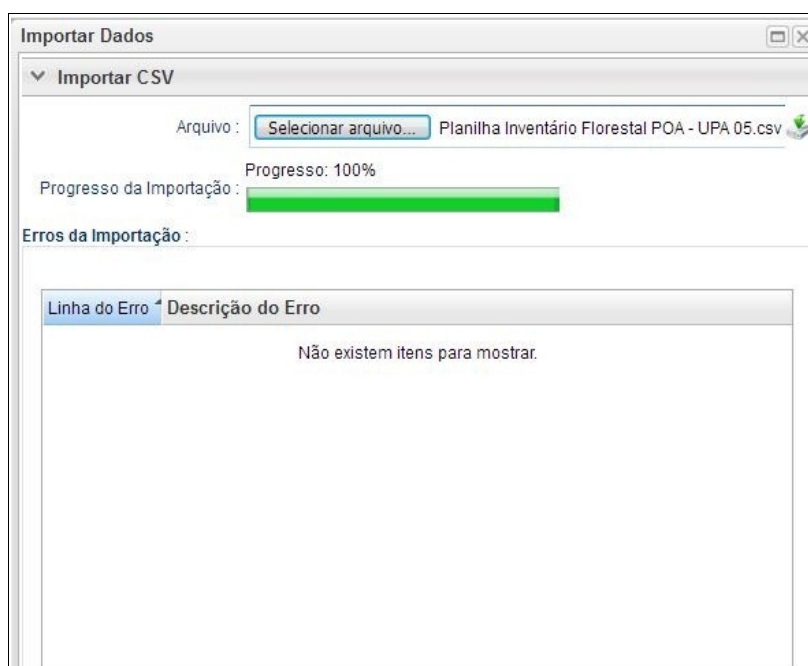 Importar Dados
Importar CSV
Arquivo : Selecionar arquivo... Planilha Inventário Florestal POA - UPA 05.csv
Progresso: 100%
Progresso da Importação :
Erros da Importação :
Linha do Erro Descrição do Erro
Não existem itens para mostrar.